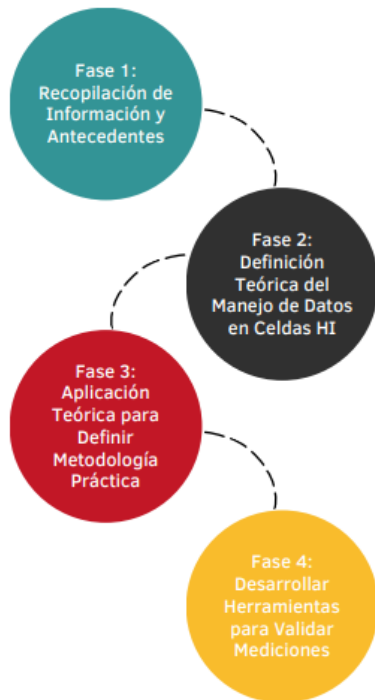 Fase 1:
Recopilación de
Información y
Antecedentes
Fase 2:
Definición
Teórica del
Manejo de Datos
en Celdas HI
Fase 3:
Aplicación
Teórica para
Definir
Metodología
Práctica
Fase 4:
Desarrollar
Herramientas
para Validar
Mediciones